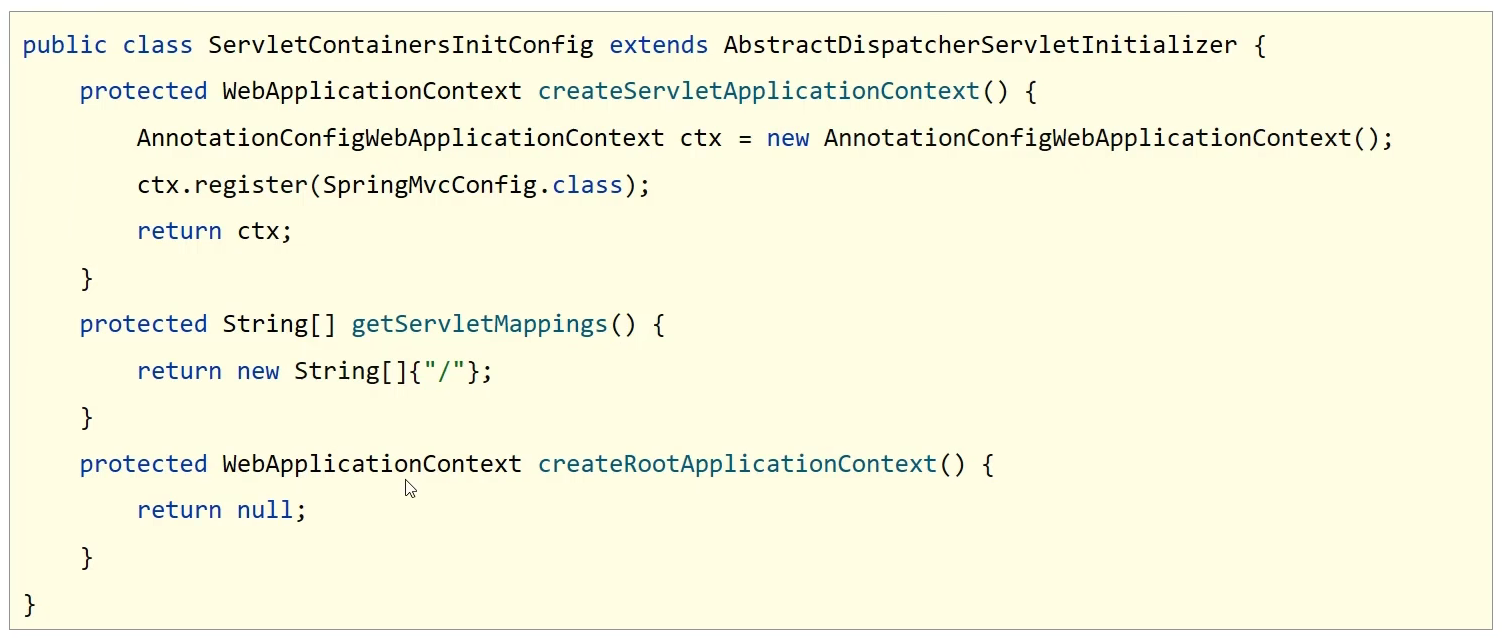 public class ServletContainersInitConfig extends AbstractDispatcherServletInitializer {
    protected WebApplicationContext createServletApplicationContext() {
        AnnotationConfigWebApplicationContext ctx = new AnnotationConfigWebApplicationContext();
        ctx.register(SpringMvcConfig.class);
        return ctx;
    }
    protected String[] getServletMappings() {
        return new String[]{"/"};
    }
    protected WebApplicationContext createRootApplicationContext() {
        return null;
    }
}